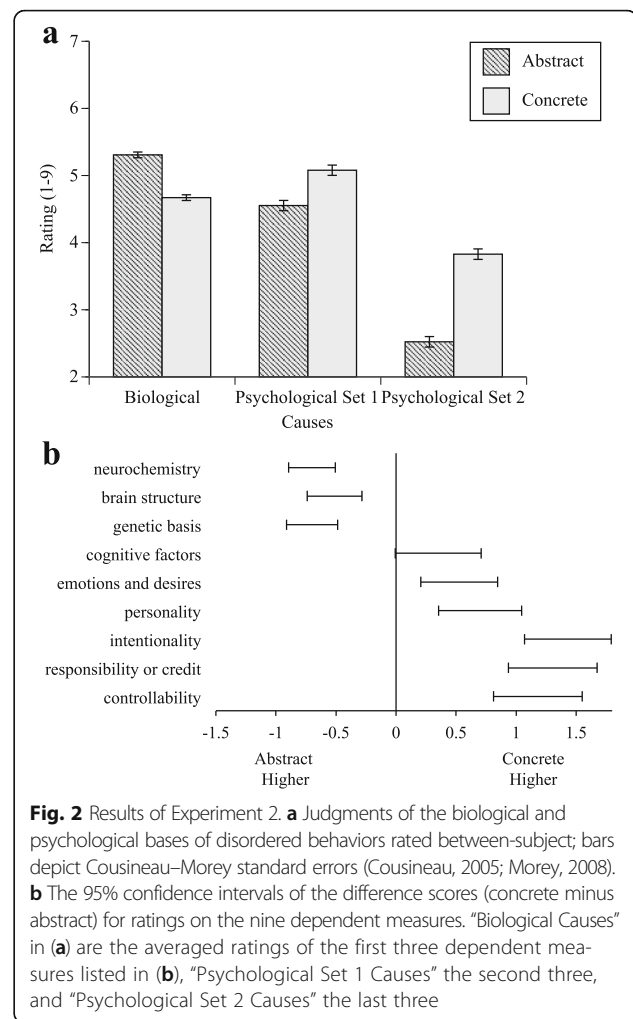 a
7
6
5
4
3
2
Rating (1-9)
Abstract
Concrete
Biological Psychological Set 1 Psychological Set 2
Causes
b
neurochemistry
brain structure
genetic basis
cognitive factors
emotions and desires
personality
intentionality
responsibility or credit
controllability
-1.5 -1 -0.5 0 0.5 1 1.5
Abstract Concrete
Higher Higher
Fig. 2 Results of Experiment 2. a Judgments of the biological and
psychological bases of disordered behaviors rated between-subject; bars
depict Cousineau–Morey standard errors (Cousineau, 2005; Morey, 2008).
b The 95% confidence intervals of the difference scores (concrete minus
abstract) for ratings on the nine dependent measures. “Biological Causes”
in (a) are the averaged ratings of the first three dependent mea-
sures listed in (b), “Psychological Set 1 Causes” the second three,
and “Psychological Set 2 Causes” the last three